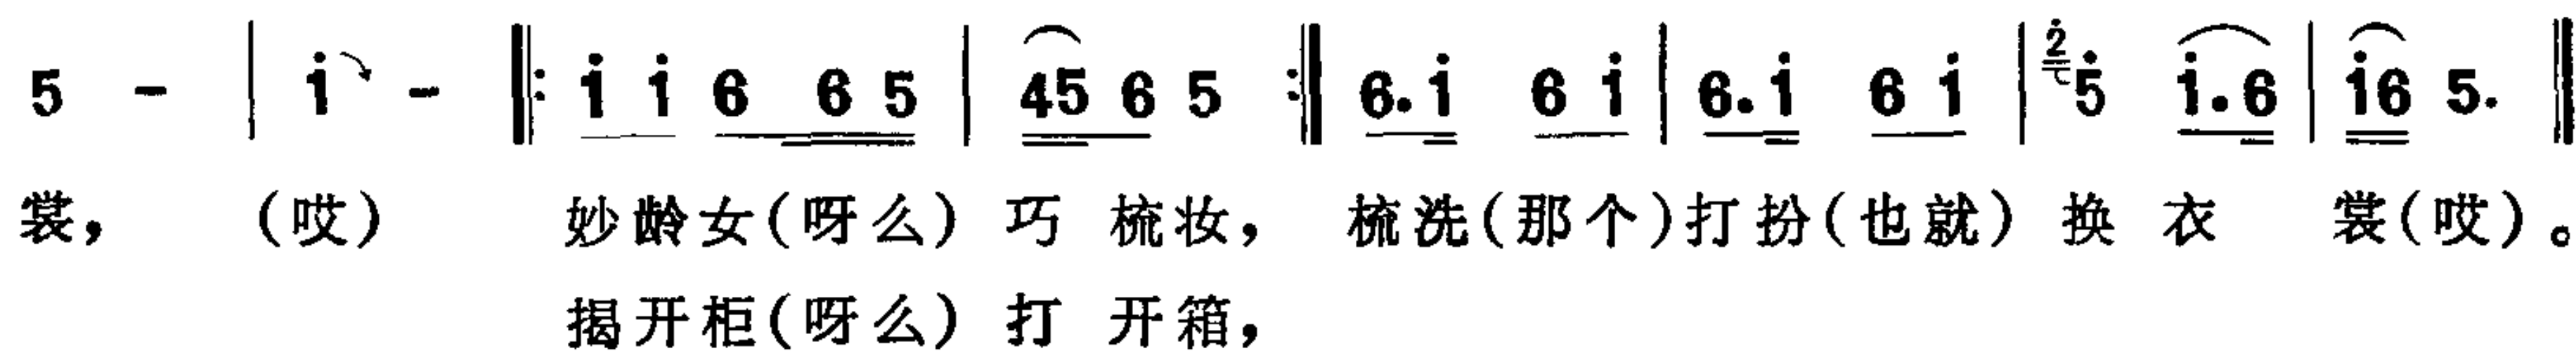 5 - | i̇ - ‖: i̇ i̇ 6 6 5 | 45 6 5 :‖ 6. i̇ 6 i̇ | 6. i̇ 6 i̇ | 2̇ 5̇ i̇. 6 | i̇6 5. ‖
裳， （哎） 妙龄女（呀么）巧 梳妆， 梳洗（那个）打扮（也就）换 衣 裳（哎）。
揭开柜（呀么）打 开箱，